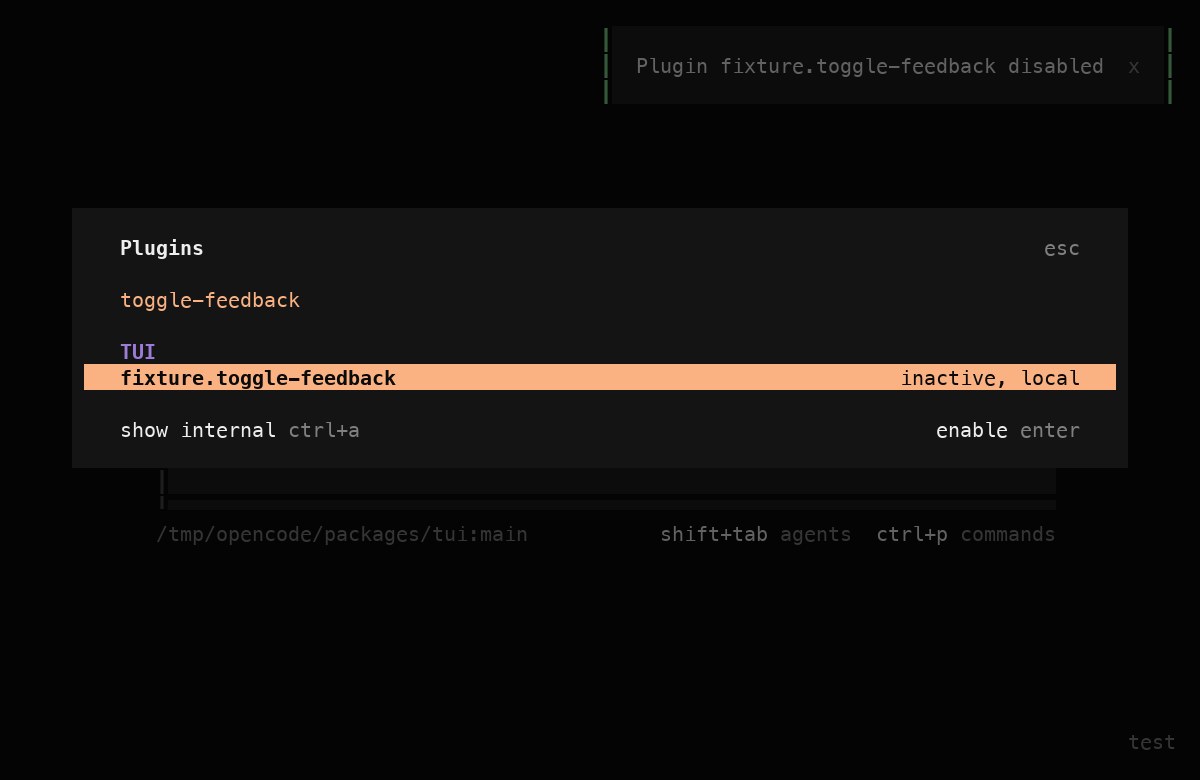 Plugin fixture.toggle-feedback disabled x
Plugins esc
toggle-feedback
TUI
fixture.toggle-feedback inactive, local
show internal ctrl+a enable enter
/tmp/opencode/packages/tui:main shift+tab agents ctrl+p commands
test